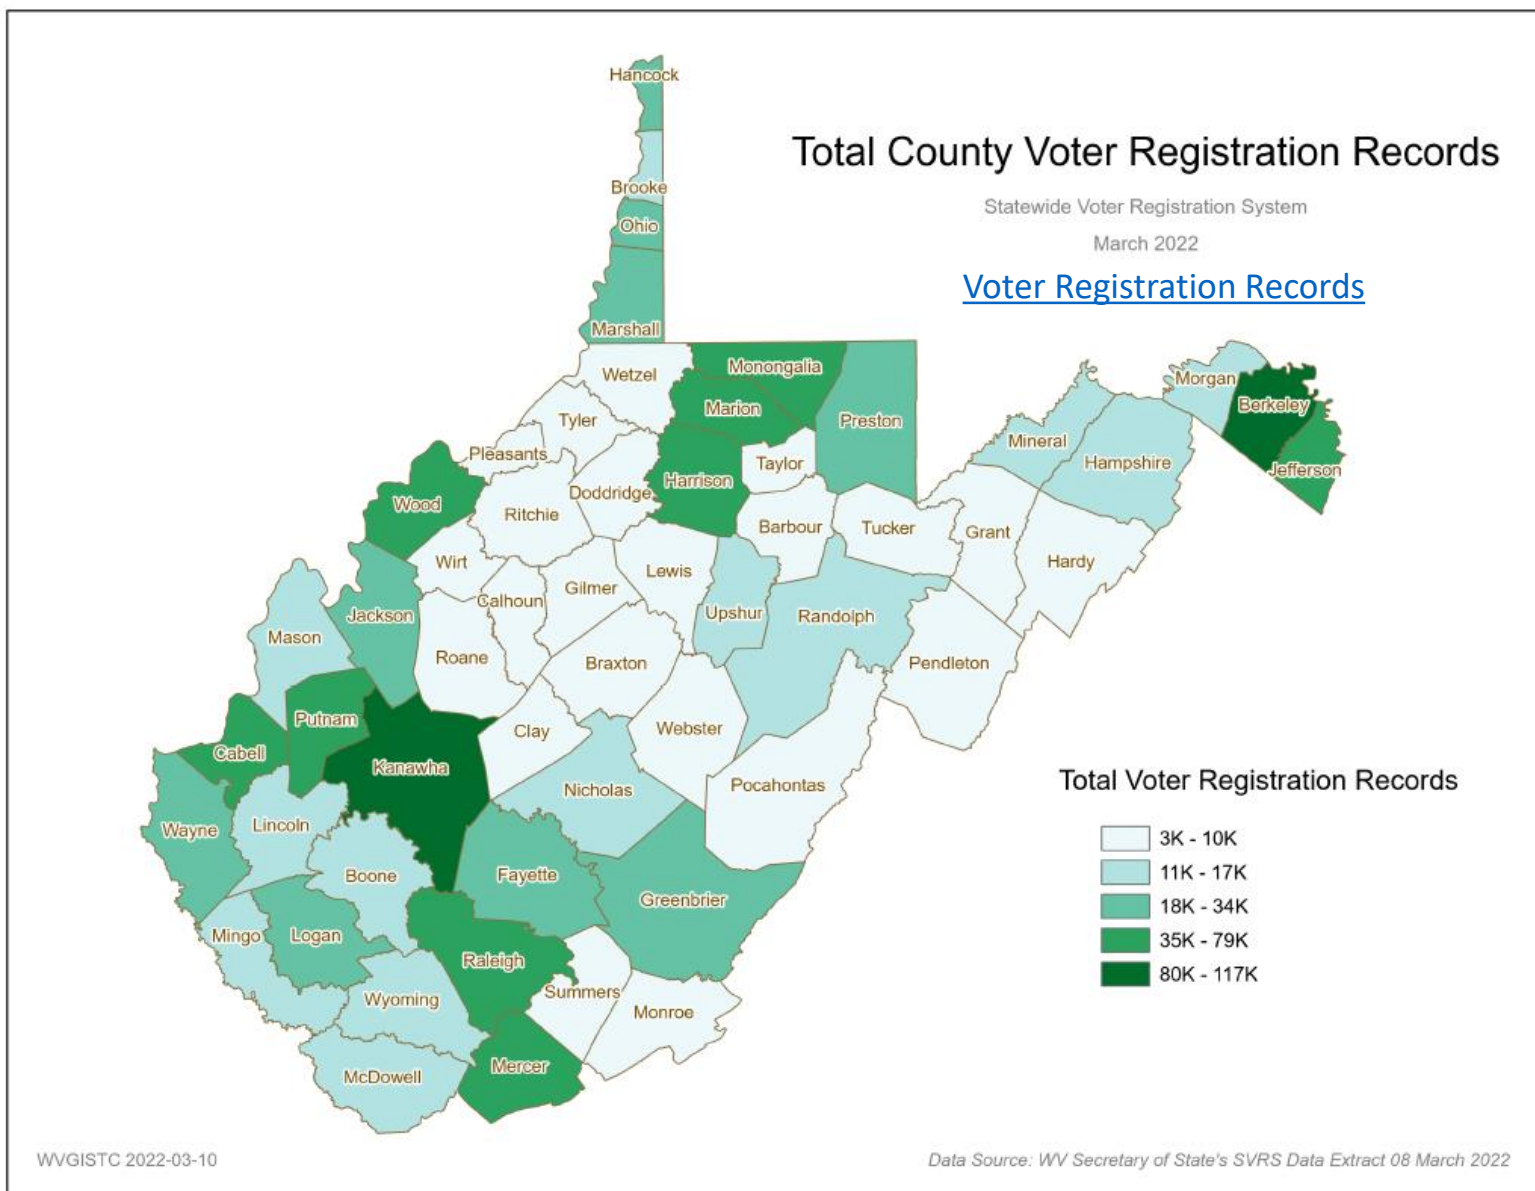 Total County Voter Registration Records
Statewide Voter Registration System
March 2022
Voter Registration Records
Hancock
Brooke
Ohio
Marshall
Wetzel
Monongalia
Marion
Preston
Tyler
Pleasants
Taylor
Doddridge
Harrison
Wood
Ritchie
Barbour
Tucker
Grant
Mineral
Hampshire
Morgan
Berkeley
Jefferson
Hardy
Wirt
Calhoun
Gilmer
Lewis
Upshur
Randolph
Jackson
Mason
Roane
Braxton
Pendleton
Putnam
Clay
Webster
Cabell
Kanawha
Nicholas
Pocahontas
Wayne
Lincoln
Boone
Fayette
Greenbrier
Mingo
Logan
Raleigh
Summers
Monroe
Wyoming
Mercer
McDowell
Total Voter Registration Records
3K - 10K
11K - 17K
18K - 34K
35K - 79K
80K - 117K
WVGISTC 2022-03-10
Data Source: WV Secretary of State's SVRS Data Extract 08 March 2022